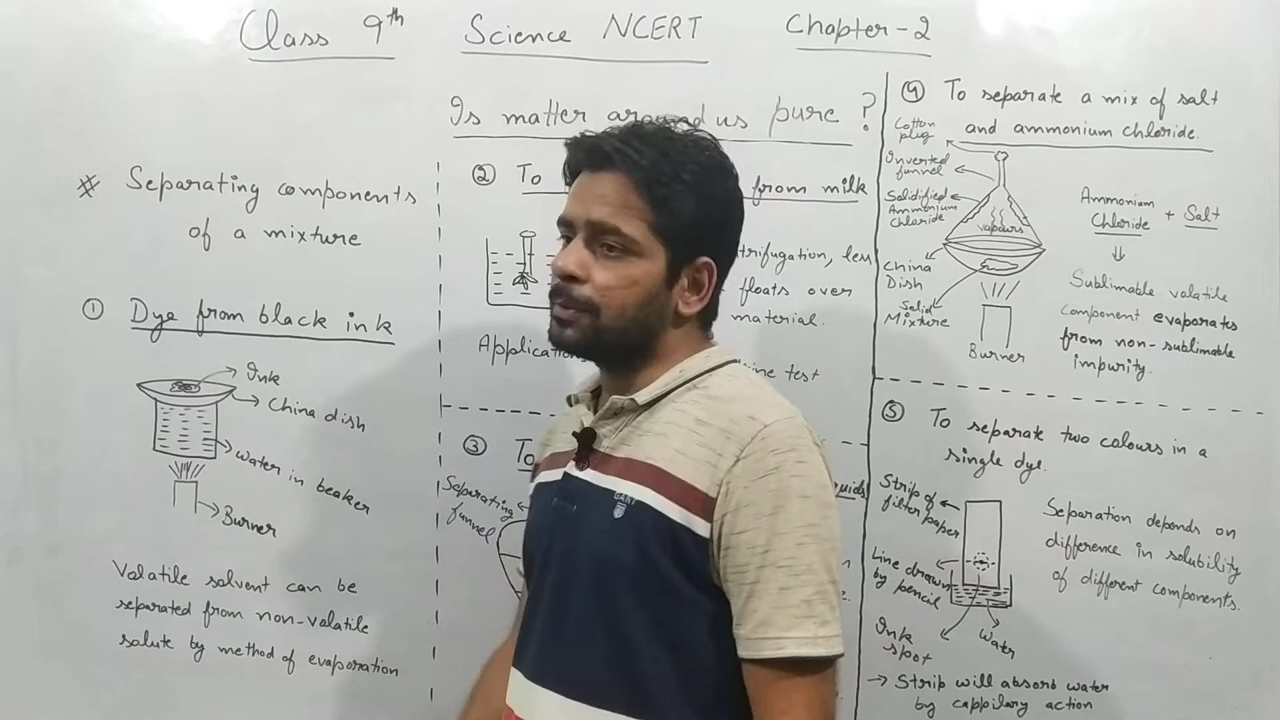 Class 9th Science NCERT Chapter-2
Is matter around us pure ?
* Separating components
of a mixture
① Dye from black ink
Ink
China dish
Water in beaker
Burner
Volatile solvent can be
separated from non-volatile
solute by method of evaporation
② To from milk
less
floats over
material.
test
③
Separating
funnel
④ To separate a mix of salt
and ammonium chloride.
Cotton
plug
Inverted
funnel
Solidified
Ammonium
Chloride
vapours
China
Dish
Solid
Mixture
Burner
Ammonium
Chloride + Salt
⇓
Sublimable volatile
component evaporates
from non-sublimable
impurity.
⑤ To separate two colours in a
single dye.
Strip of
filter paper
Line drawn
by pencil
Ink
spot
Water
Separation depends on
difference in solubility
of different components.
→ Strip will absorb water
by cappilary action
GANT